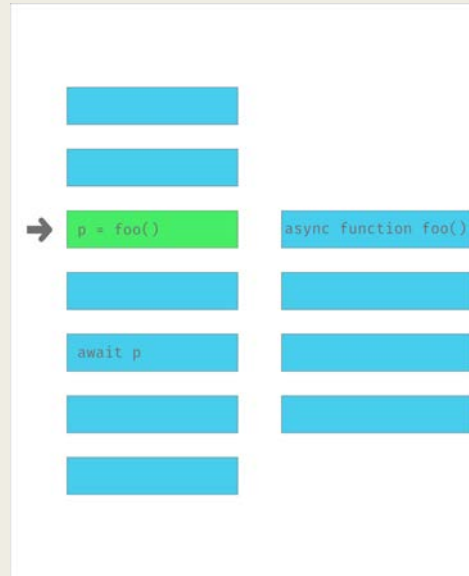 p = foo()
async function foo()
await p